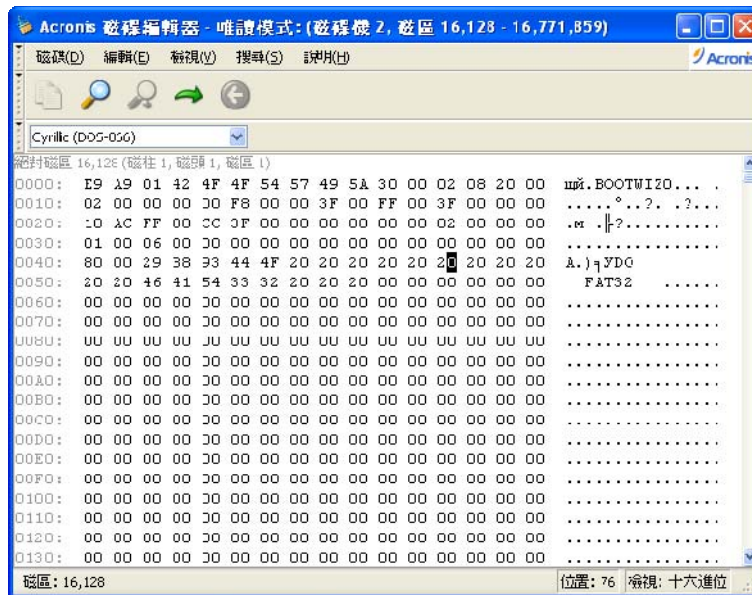 Acronis 磁碟編輯器 - 唯讀模式:(磁碟機 2, 磁區 16,128 - 16,771,859)
磁碟(D) 編輯(E) 檢視(V) 搜尋(S) 說明(H) Acronis
Cyrillic (DOS-866)
絕對磁區 16,128 (磁柱 1, 磁頭 1, 磁區 1)
0000: E9 A9 01 42 4F 4F 54 57 49 5A 30 00 02 08 20 00 щй.BOOTWIZ0... .
0010: 02 00 00 00 00 F8 00 00 3F 00 FF 00 3F 00 00 00 .....°..?. .?...
0020: 10 AC FF 00 CC 3F 00 00 00 00 00 00 02 00 00 00 .м .╠?..........
0030: 01 00 06 00 00 00 00 00 00 00 00 00 00 00 00 00 ................
0040: 80 00 29 38 93 44 4F 20 20 20 20 20 20 20 20 20 А.)
0050: 20 20 46 41 54 33 32 20 20 20 00 00 00 00 00 00 FAT32 ......
0060: 00 00 00 00 00 00 00 00 00 00 00 00 00 00 00 00 ................
0070: 00 00 00 00 00 00 00 00 00 00 00 00 00 00 00 00 ................
0080: 00 00 00 00 00 00 00 00 00 00 00 00 00 00 00 00 ................
0090: 00 00 00 00 00 00 00 00 00 00 00 00 00 00 00 00 ................
00A0: 00 00 00 00 00 00 00 00 00 00 00 00 00 00 00 00 ................
00B0: 00 00 00 00 00 00 00 00 00 00 00 00 00 00 00 00 ................
00C0: 00 00 00 00 00 00 00 00 00 00 00 00 00 00 00 00 ................
00D0: 00 00 00 00 00 00 00 00 00 00 00 00 00 00 00 00 ................
00E0: 00 00 00 00 00 00 00 00 00 00 00 00 00 00 00 00 ................
00F0: 00 00 00 00 00 00 00 00 00 00 00 00 00 00 00 00 ................
0100: 00 00 00 00 00 00 00 00 00 00 00 00 00 00 00 00 ................
0110: 00 00 00 00 00 00 00 00 00 00 00 00 00 00 00 00 ................
0120: 00 00 00 00 00 00 00 00 00 00 00 00 00 00 00 00 ................
0130: 00 00 00 00 00 00 00 00 00 00 00 00 00 00 00 00 ................
磁區: 16,128 位置: 76 檢視: 十六進位